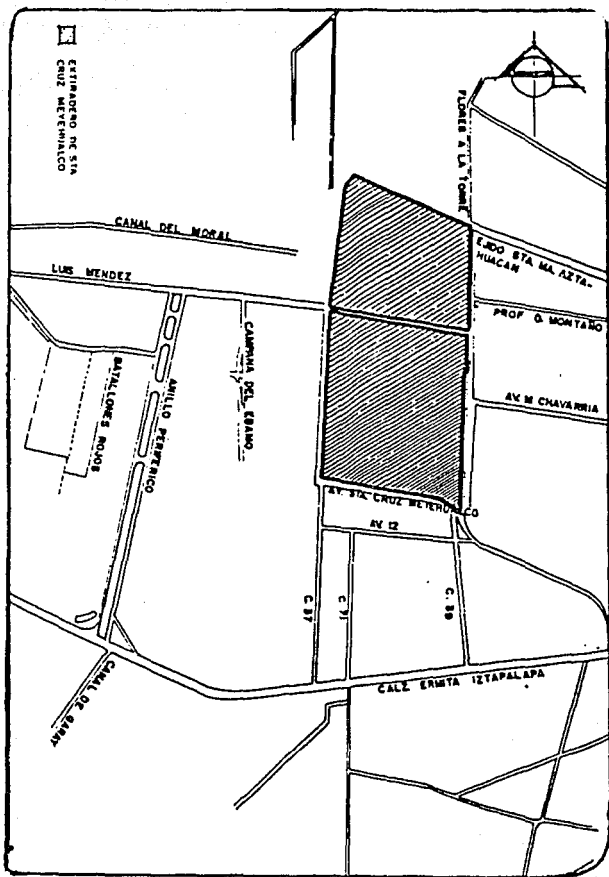 EXTIRADERO DE STA
CRUZ MEYEHUALCO
FLORES A LA TORRE
CANAL DEL MORAL
EJIDO STA MA. AZTA-
HUACAN
LUIS MENDEZ
PROF O. MONTAÑO
CAMPANA DEL EBANO
AV. M CHAVARRIA
BATALLONES ROJOS
ANILLO PERIFERICO
AV. STA. CRUZ MEYEHUALCO
AV. 12
C. 37
C. 71
C. 39
CALZ. ERMITA IZTAPALAPA
CANAL DE GARAY